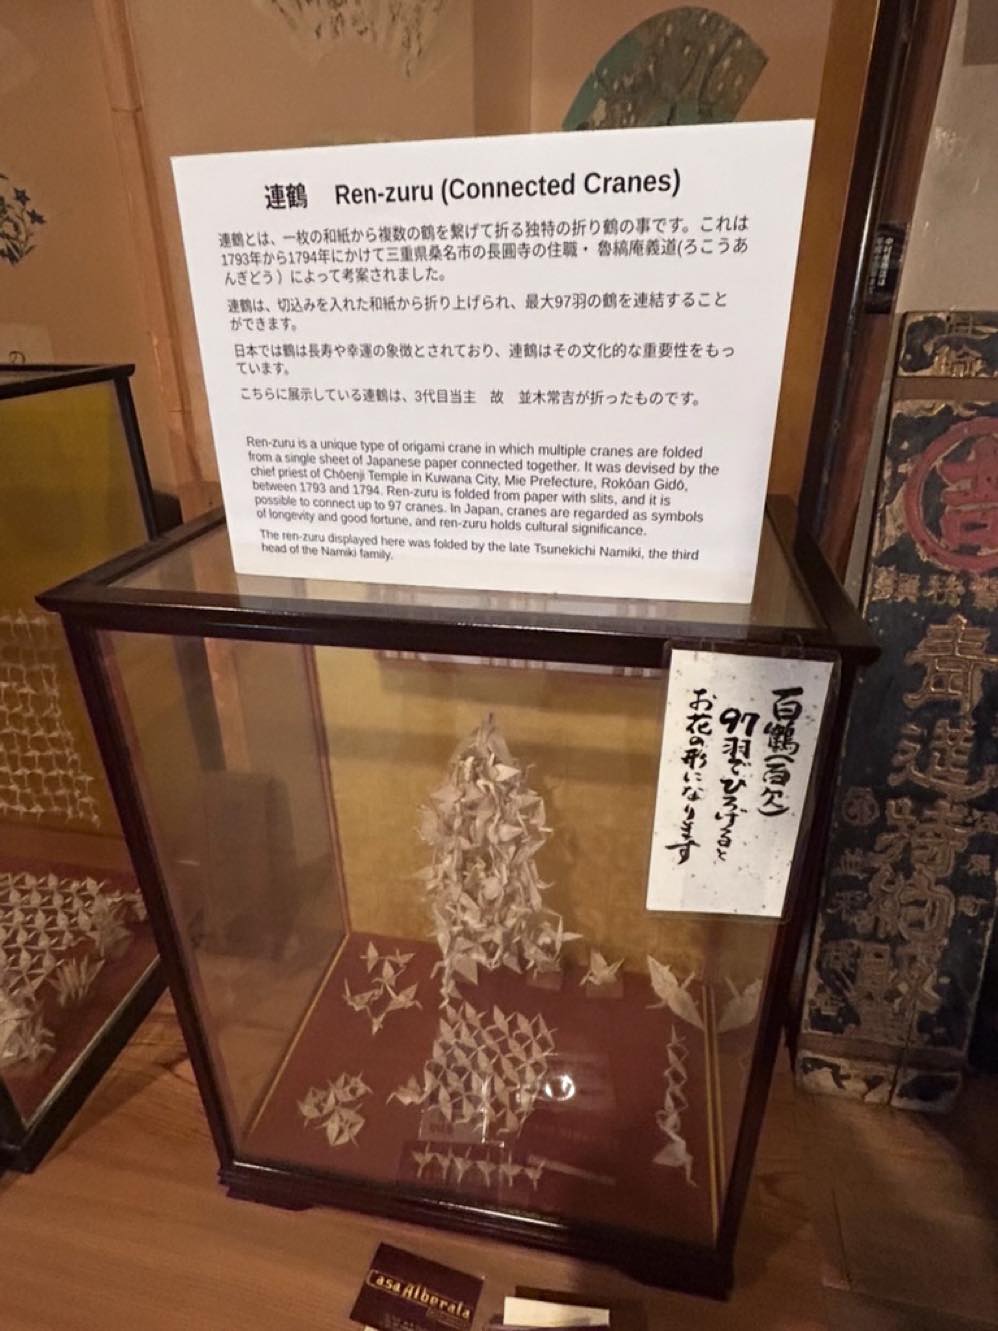 連鶴 Ren-zuru (Connected Cranes)
連鶴とは、一枚の和紙から複数の鶴を繋げて折る独特の折り鶴の事です。これは
1793年から1794年にかけて三重県桑名市の長圓寺の住職・魯縞庵義道(ろこうあ
んぎどう）によって考案されました。
連鶴は、切込みを入れた和紙から折り上げられ、最大97羽の鶴を連結すること
ができます。
日本では鶴は長寿や幸運の象徴とされており、連鶴はその文化的な重要性をもっ
ています。
こちらに展示している連鶴は、3代目当主 故 並木常吉が折ったものです。
Ren-zuru is a unique type of origami crane in which multiple cranes are folded
from a single sheet of Japanese paper connected together. It was devised by the
chief priest of Chōenji Temple in Kuwana City, Mie Prefecture, Rokōan Gidō,
between 1793 and 1794. Ren-zuru is folded from paper with slits, and it is
possible to connect up to 97 cranes. In Japan, cranes are regarded as symbols
of longevity and good fortune, and ren-zuru holds cultural significance.
The ren-zuru displayed here was folded by the late Tsunekichi Namiki, the third
head of the Namiki family.
百鶴(百欠)
97羽でひろげると
お花の形になります
Casa Alberata